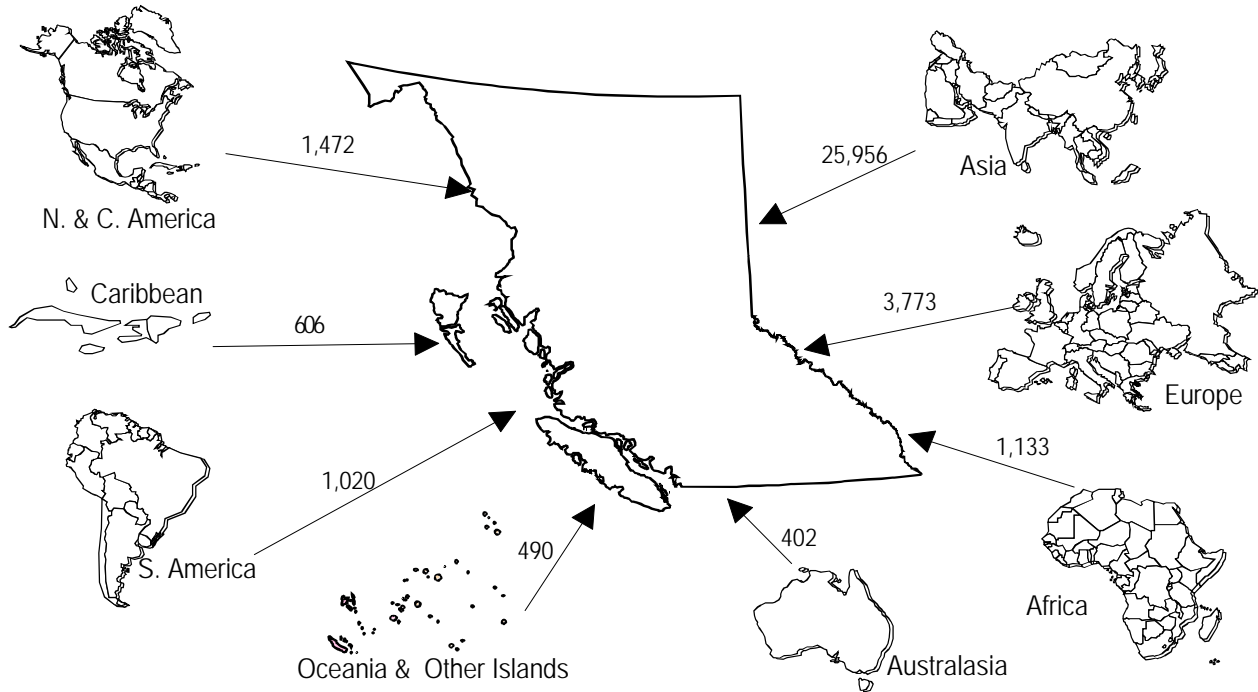 1,472
N. & C. America
Caribbean
606
1,020
S. America
490
Oceania & Other Islands
402
Australasia
1,133
Africa
3,773
Europe
25,956
Asia